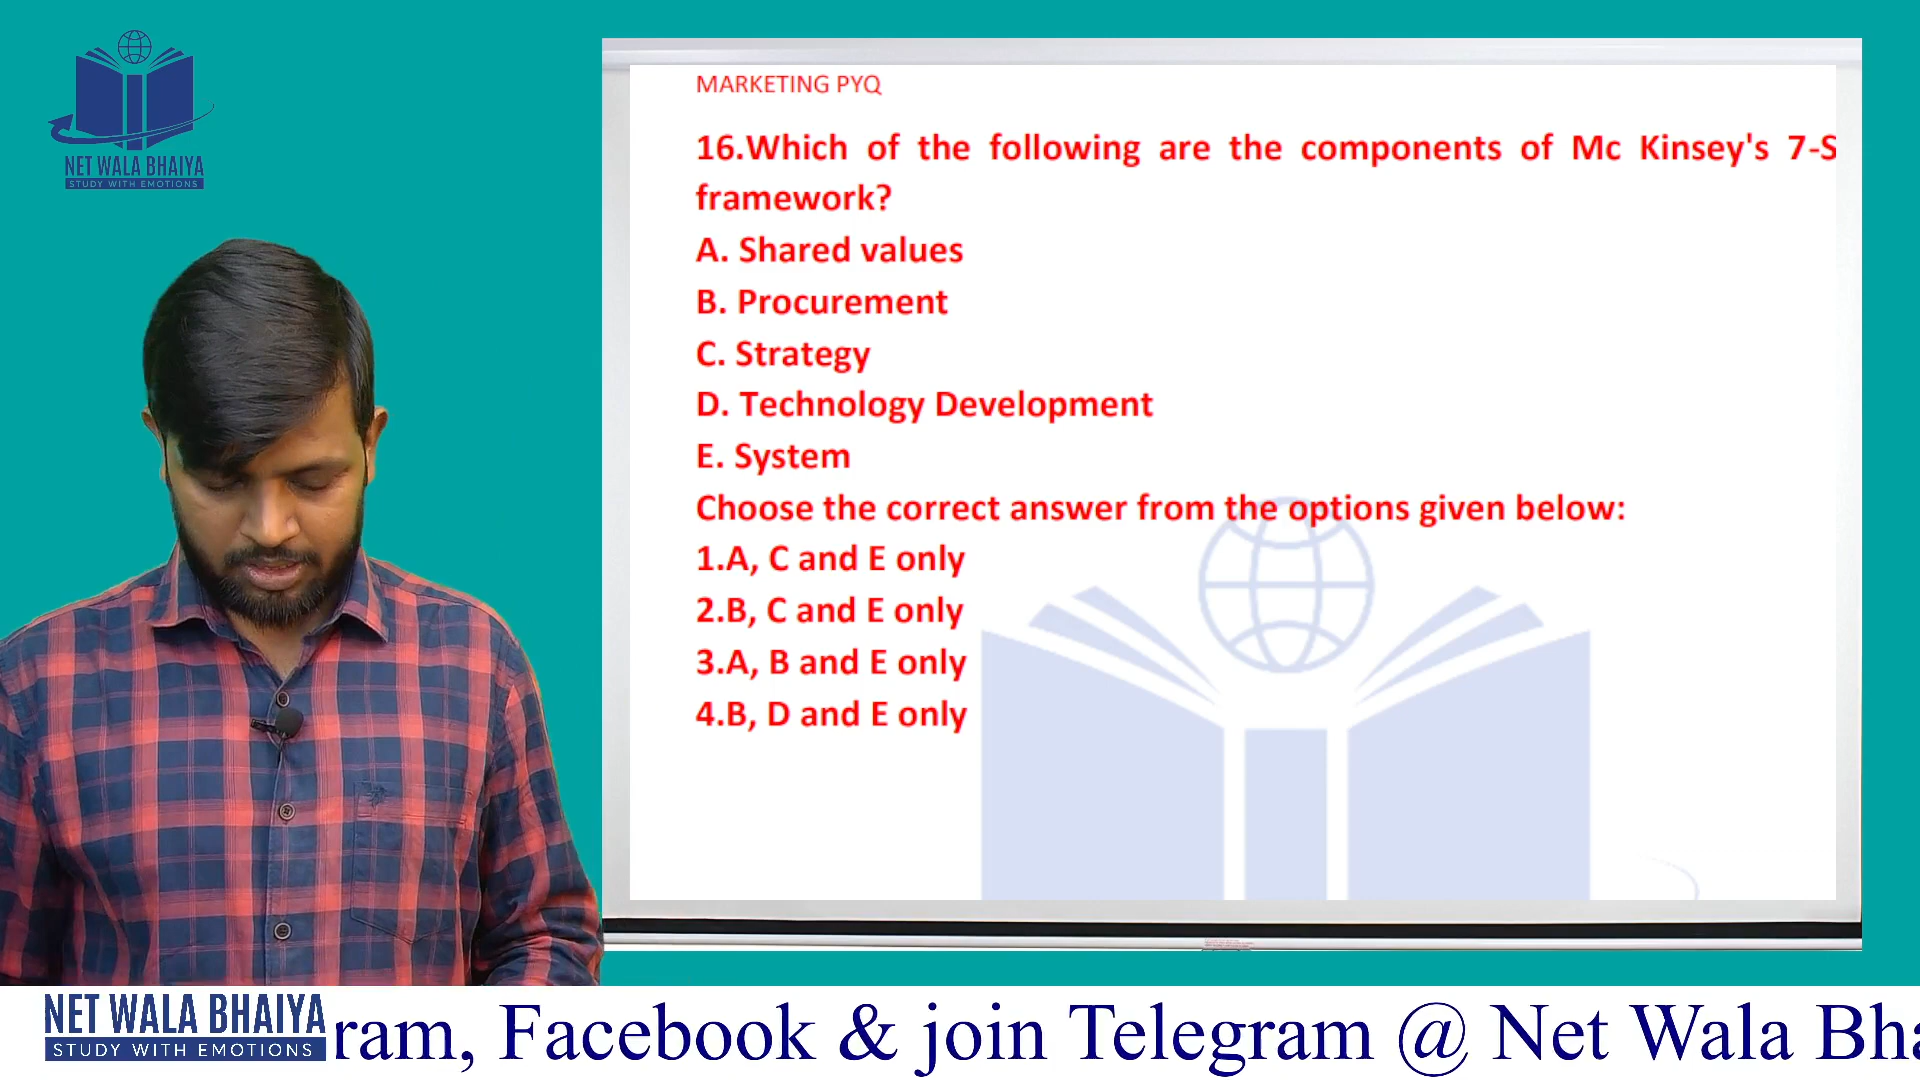 NET WALA BHAIYA
STUDY WITH EMOTIONS
MARKETING PYQ
16.Which of the following are the components of Mc Kinsey's 7-S
framework?
A. Shared values
B. Procurement
C. Strategy
D. Technology Development
E. System
Choose the correct answer from the options given below:
1.A, C and E only
2.B, C and E only
3.A, B and E only
4.B, D and E only
NET WALA BHAIYA
STUDY WITH EMOTIONS
ram, Facebook & join Telegram @ Net Wala Bha